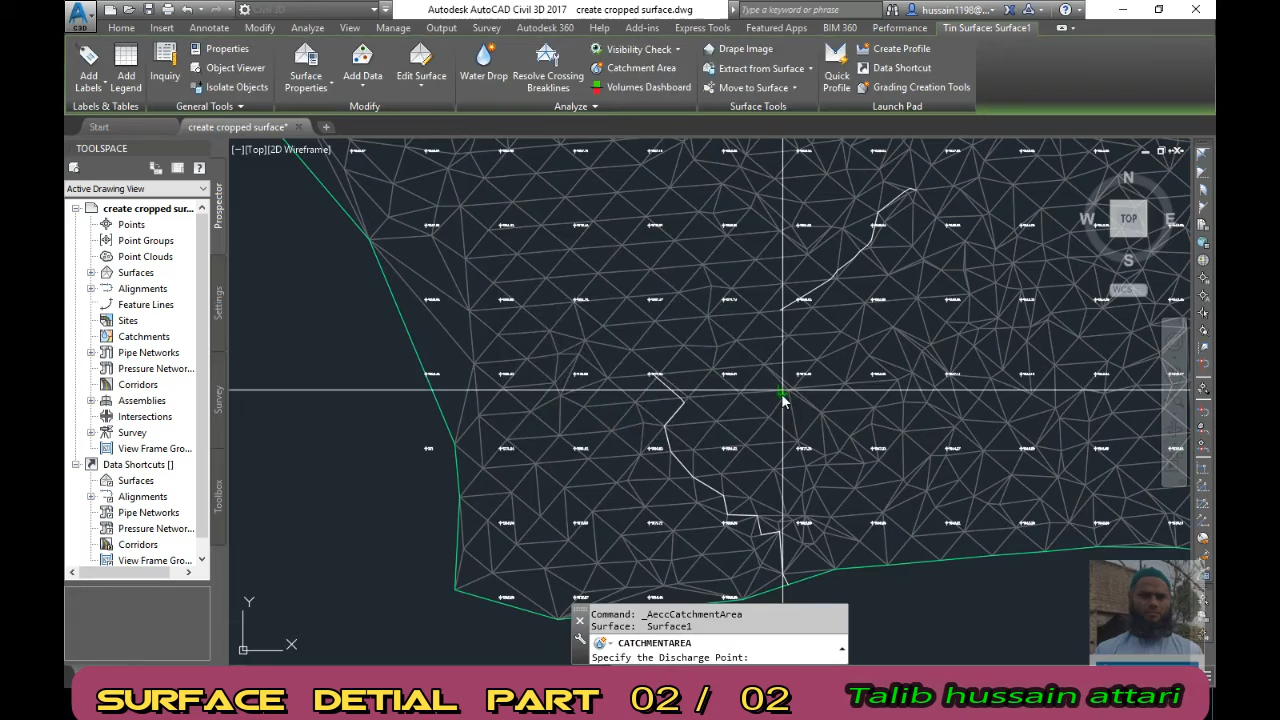 Autodesk AutoCAD Civil 3D 2017 create cropped surface.dwg
Type a keyword or phrase
hussain1198@...
Civil 3D
Home Insert Annotate Modify Analyze View Manage Output Survey Autodesk 360 Help Add-ins Express Tools Featured Apps BIM 360 Performance Tin Surface: Surface1
Add Labels
Add Legend
Labels & Tables
Inquiry
Properties
Object Viewer
Isolate Objects
General Tools
Surface Properties
Add Data
Edit Surface
Modify
Water Drop
Resolve Crossing Breaklines
Visibility Check
Catchment Area
Volumes Dashboard
Analyze
Drape Image
Extract from Surface
Move to Surface
Surface Tools
Quick Profile
Create Profile
Data Shortcut
Grading Creation Tools
Launch Pad
Start
create cropped surface*
TOOLSPACE
Active Drawing View
create cropped sur...
Points
Point Groups
Point Clouds
Surfaces
Alignments
Feature Lines
Sites
Catchments
Pipe Networks
Pressure Networ...
Corridors
Assemblies
Intersections
Survey
View Frame Gro...
Data Shortcuts []
Surfaces
Alignments
Pipe Networks
Pressure Networ...
Corridors
View Frame Gro...
Prospector
Settings
Survey
Toolbox
[−][Top][2D Wireframe]
N
W TOP E
S
WCS
Y
X
Command: _AeccCatchmentArea
Surface: Surface1
CATCHMENTAREA
Specify the Discharge Point:
SURFACE DETIAL PART 02 / 02
Talib hussain attari